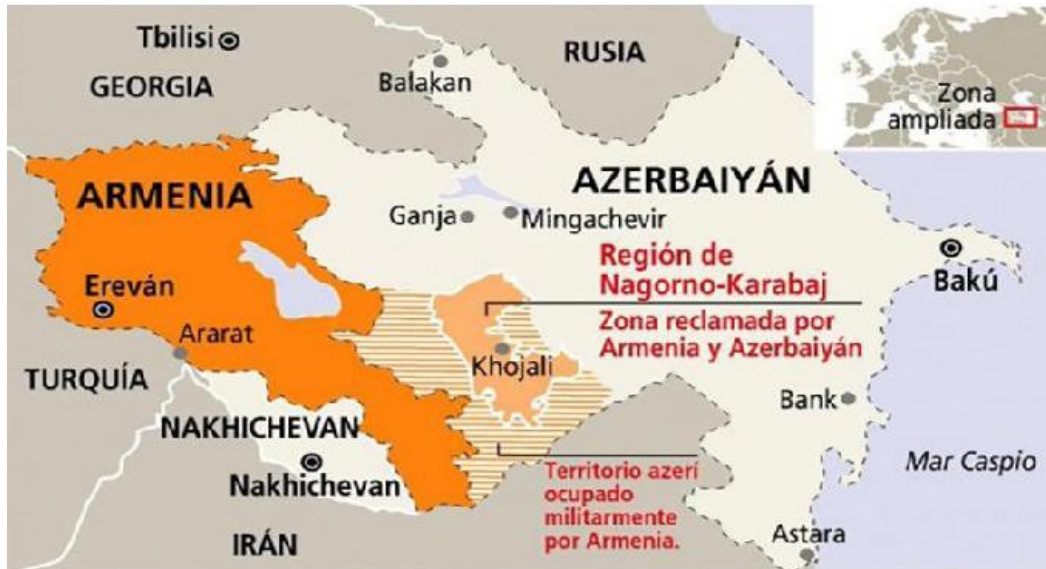 Tbilisi
GEORGIA
Balakan
RUSIA
Zona
ampliada
ARMENIA
AZERBAIYÁN
Ganja
Mingachevir
Región de
Nagorno-Karabaj
Bakú
Ereván
Zona reclamada por
Armenia y Azerbaiyán
Ararat
Khojali
TURQUÍA
Bank
NAKHICHEVAN
Nakhichevan
Territorio azerí
ocupado
militarmente
por Armenia.
Mar Caspio
IRÁN
Astara